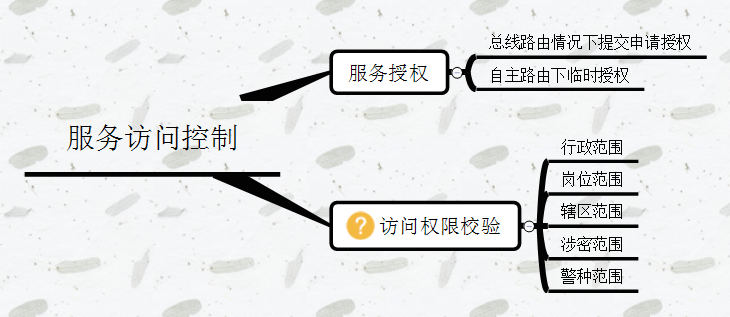 总线路由情况下提交申请授权
服务授权
自主路由下临时授权
服务访问控制
行政范围
岗位范围
辖区范围
? 访问权限校验
涉密范围
警种范围